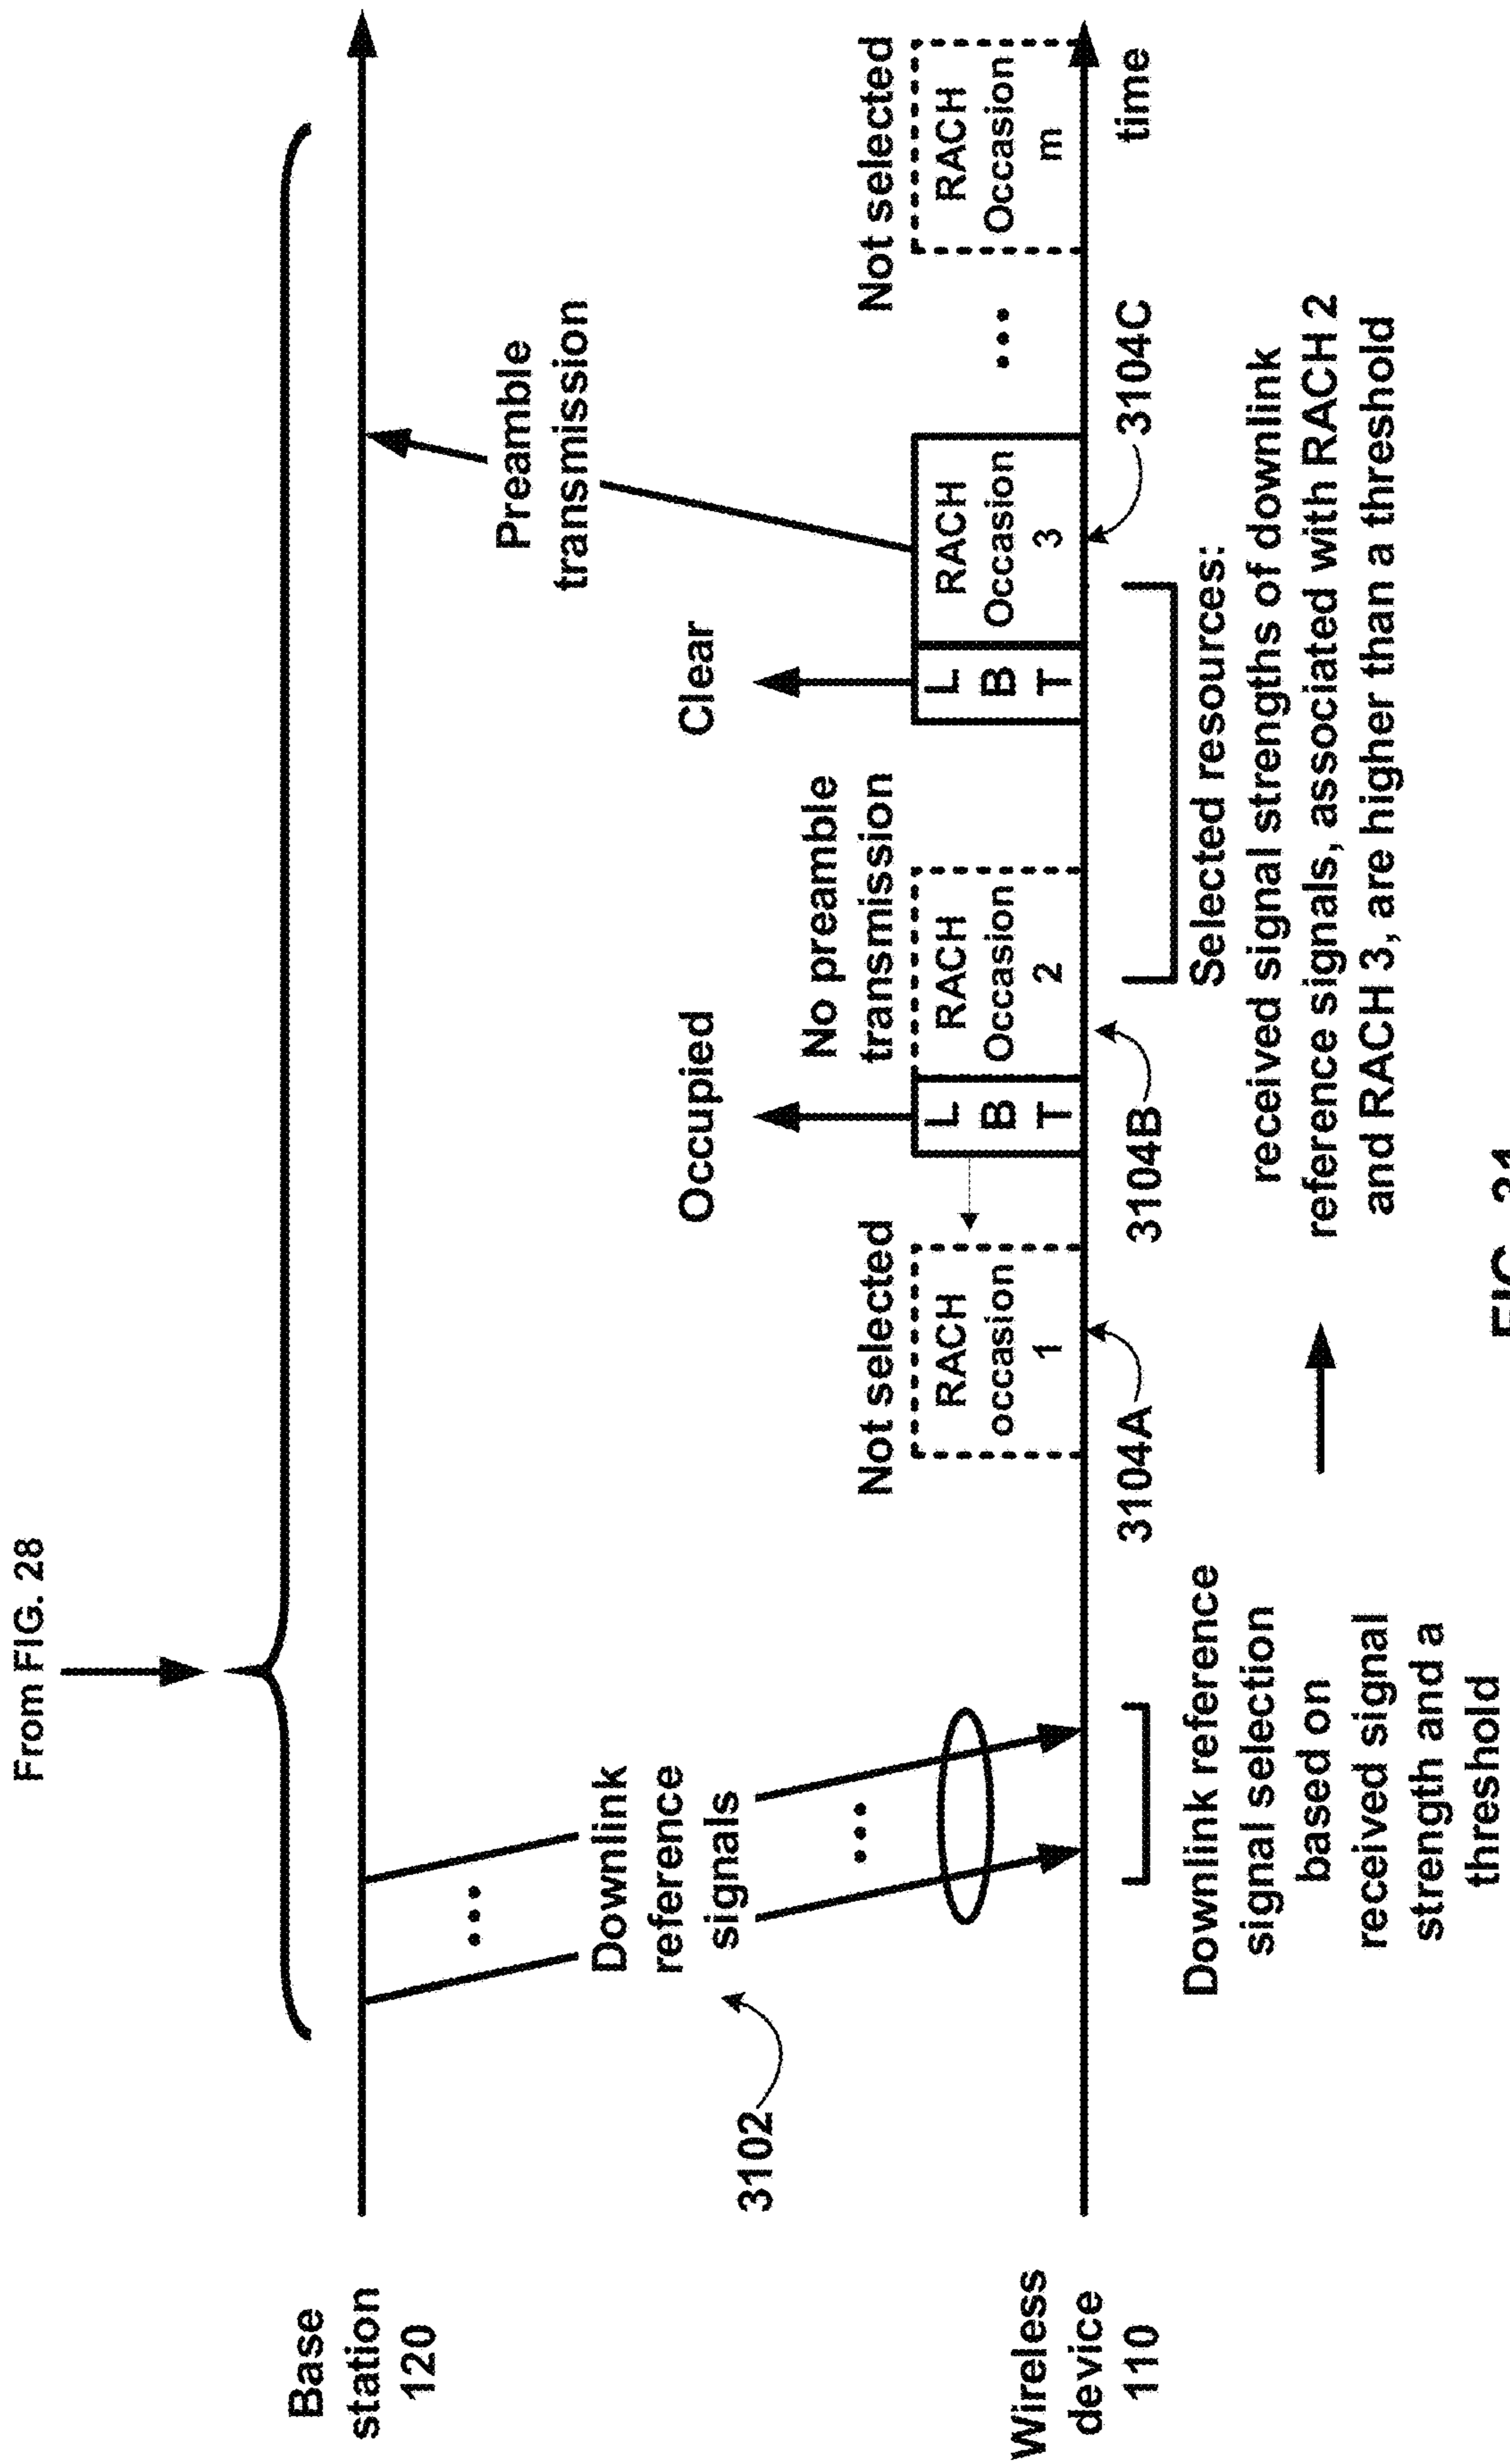 From FIG. 28
Base
station
120
Downlink
reference
signals
3102
Preamble
transmission
Occupied
Clear
Not selected
No preamble
transmission
Not selected
RACH
occasion
1
L
B
T
RACH
Occasion
2
L
B
T
RACH
Occasion
3
RACH
Occasion
m
Wireless
device
110
time
3104A
3104B
3104C
Downlink reference
signal selection
based on
received signal
strength and a
threshold
Selected resources:
received signal strengths of downlink
reference signals, associated with RACH 2
and RACH 3, are higher than a threshold